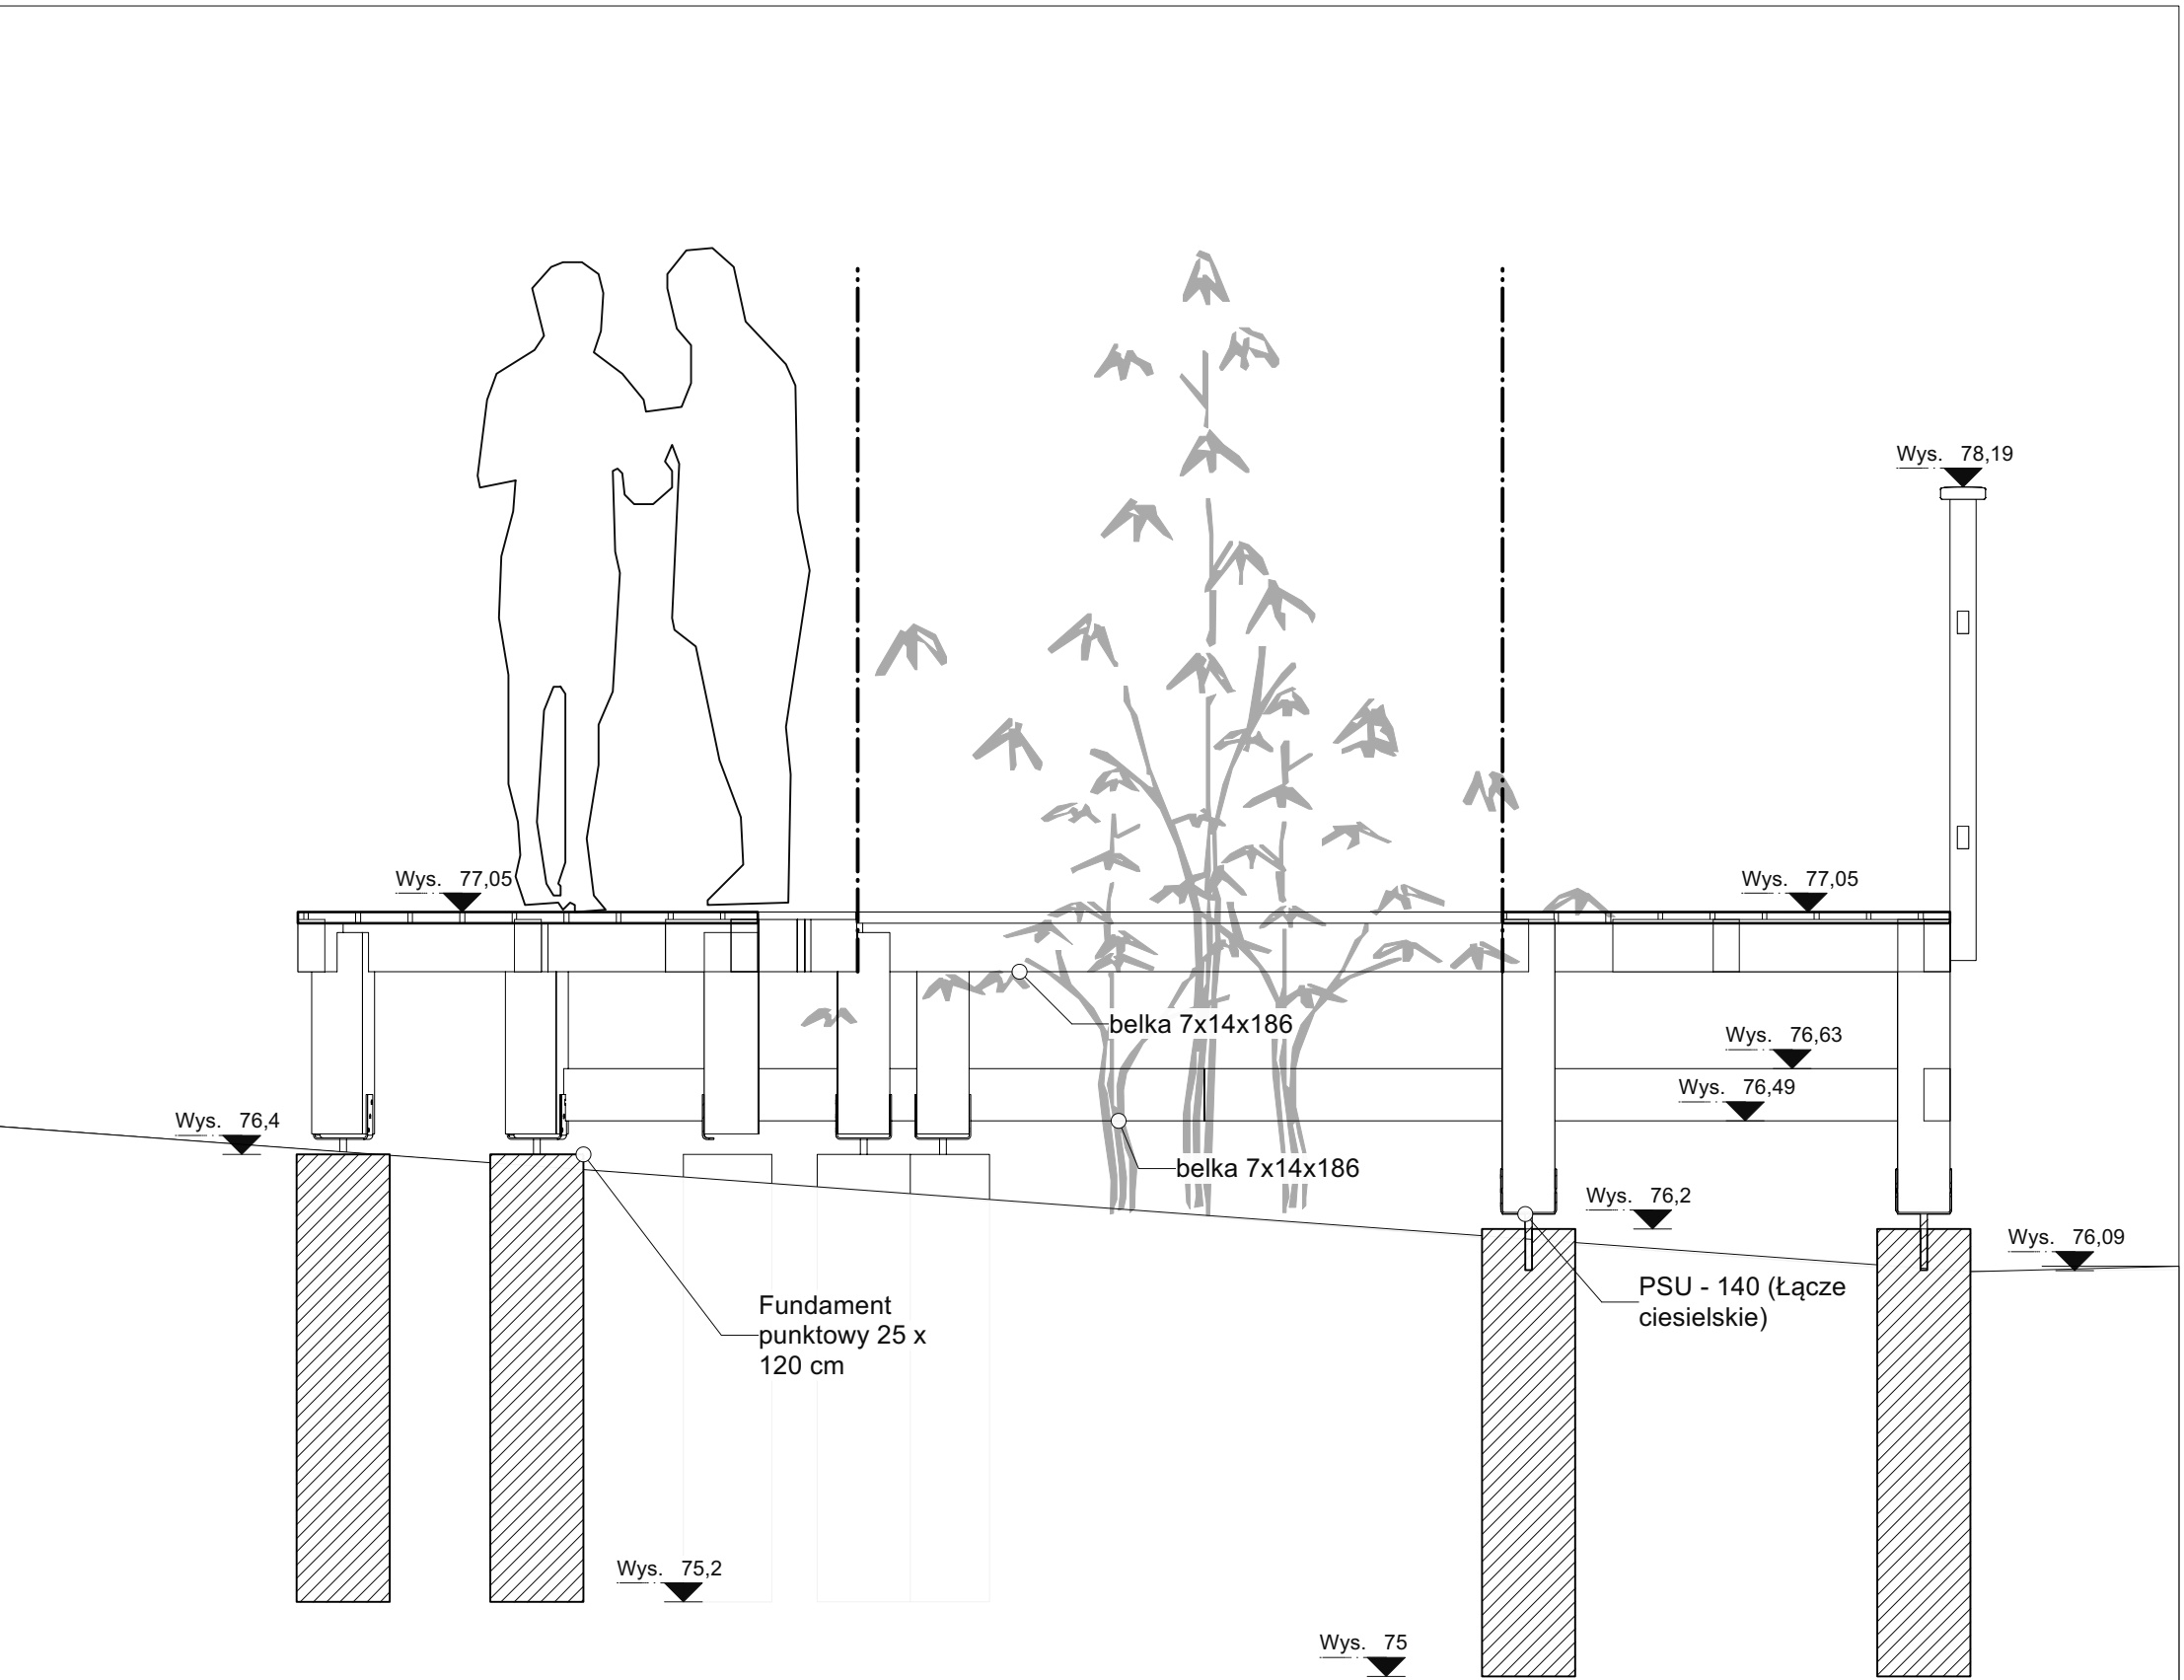 Wys. 78,19
Wys. 77,05
Wys. 77,05
belka 7x14x186
Wys. 76,63
Wys. 76,49
Wys. 76,4
belka 7x14x186
Wys. 76,2
Wys. 76,09
Fundament
punktowy 25 x
120 cm
PSU - 140 (Łącze
ciesielskie)
Wys. 75,2
Wys. 75